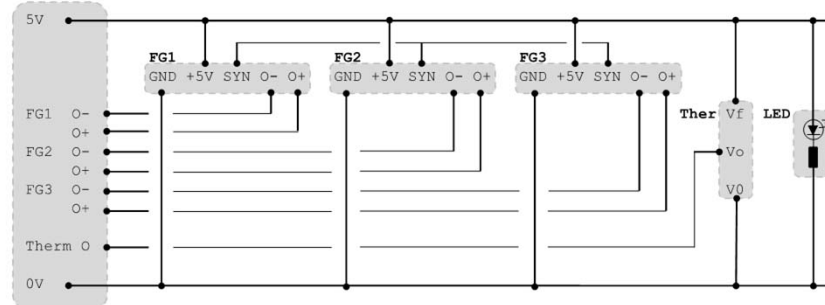 5V
FG1 FG2 FG3
GND +5V SYN O- O+ GND +5V SYN O- O+ GND +5V SYN O- O+
FG1 O- Ther Vf LED
O+
FG2 O- Vo
O+
FG3 O- V0
O+
Therm O
0V